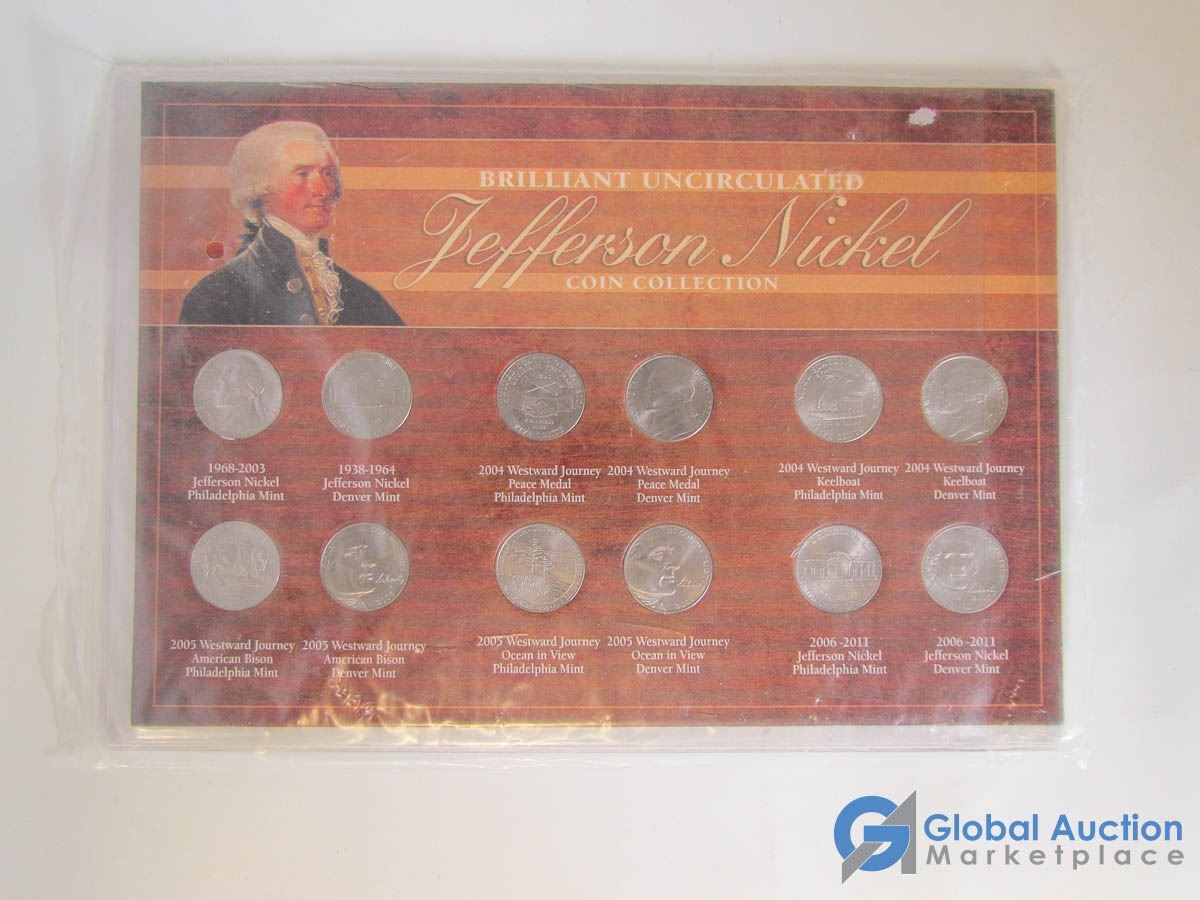 BRILLIANT UNCIRCULATED
Jefferson Nickel
COIN COLLECTION
1968-2003
Jefferson Nickel
Philadelphia Mint
1938-1964
Jefferson Nickel
Denver Mint
2004 Westward Journey
Peace Medal
Philadelphia Mint
2004 Westward Journey
Peace Medal
Denver Mint
2004 Westward Journey
Keelboat
Philadelphia Mint
2004 Westward Journey
Keelboat
Denver Mint
2005 Westward Journey
American Bison
Philadelphia Mint
2005 Westward Journey
American Bison
Denver Mint
2005 Westward Journey
Ocean in View
Philadelphia Mint
2005 Westward Journey
Ocean in View
Denver Mint
2006 -2011
Jefferson Nickel
Philadelphia Mint
2006 -2011
Jefferson Nickel
Denver Mint
Global Auction
Marketplace